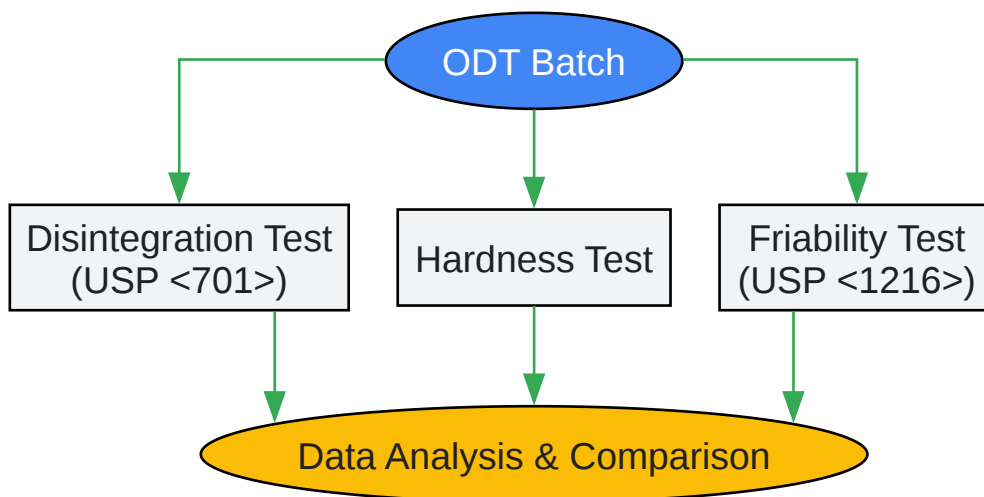 ODT Batch
Disintegration Test
(USP <701>)
Hardness Test
Friability Test
(USP <1216>)
Data Analysis & Comparison